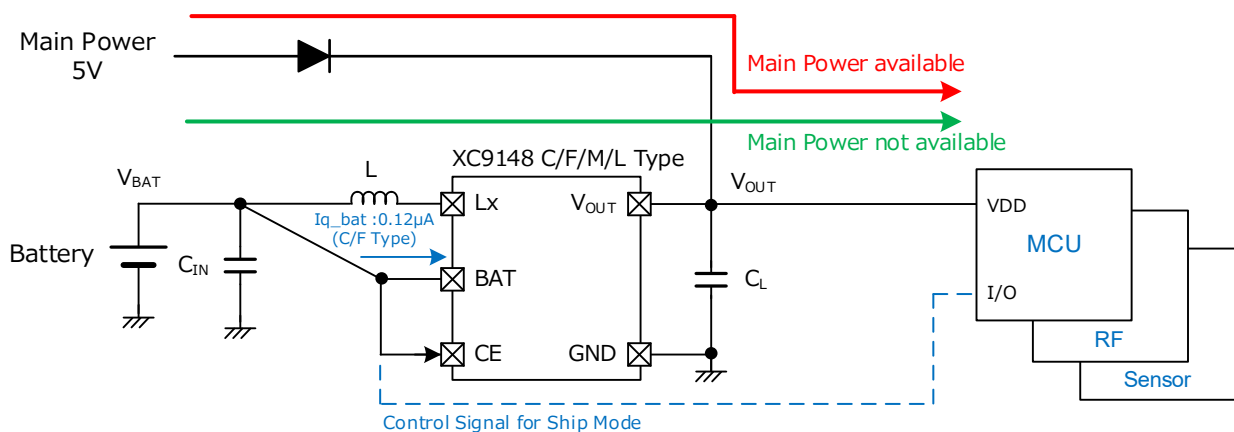 Main Power
5V
Main Power available
Main Power not available
XC9148 C/F/M/L Type
L
VBAT
Lx
VOUT
VOUT
VDD
MCU
Iq_bat :0.12μA
(C/F Type)
Battery
CIN
BAT
CL
I/O
RF
CE
GND
Sensor
Control Signal for Ship Mode